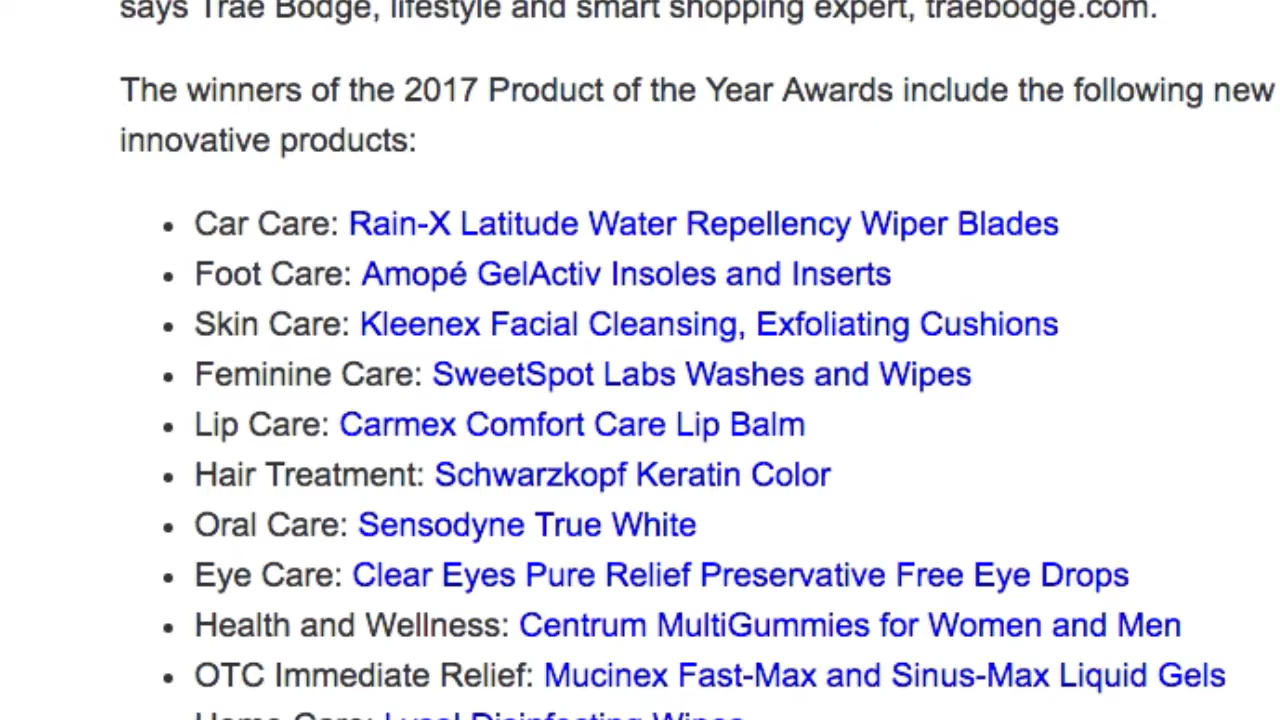 says Trae Bodge, lifestyle and smart shopping expert, traebodge.com.
The winners of the 2017 Product of the Year Awards include the following new
innovative products:
• Car Care: Rain-X Latitude Water Repellency Wiper Blades
• Foot Care: Amopé GelActiv Insoles and Inserts
• Skin Care: Kleenex Facial Cleansing, Exfoliating Cushions
• Feminine Care: SweetSpot Labs Washes and Wipes
• Lip Care: Carmex Comfort Care Lip Balm
• Hair Treatment: Schwarzkopf Keratin Color
• Oral Care: Sensodyne True White
• Eye Care: Clear Eyes Pure Relief Preservative Free Eye Drops
• Health and Wellness: Centrum MultiGummies for Women and Men
• OTC Immediate Relief: Mucinex Fast-Max and Sinus-Max Liquid Gels
Home Care: Lysol Disinfecting Wipes